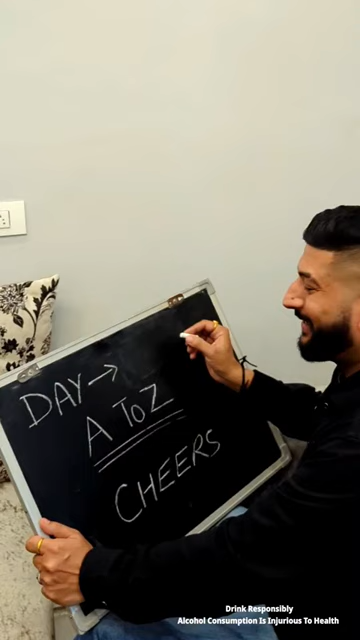 DAY →
A To Z
CHEERS
Drink Responsibly
Alcohol Consumption Is Injurious To Health